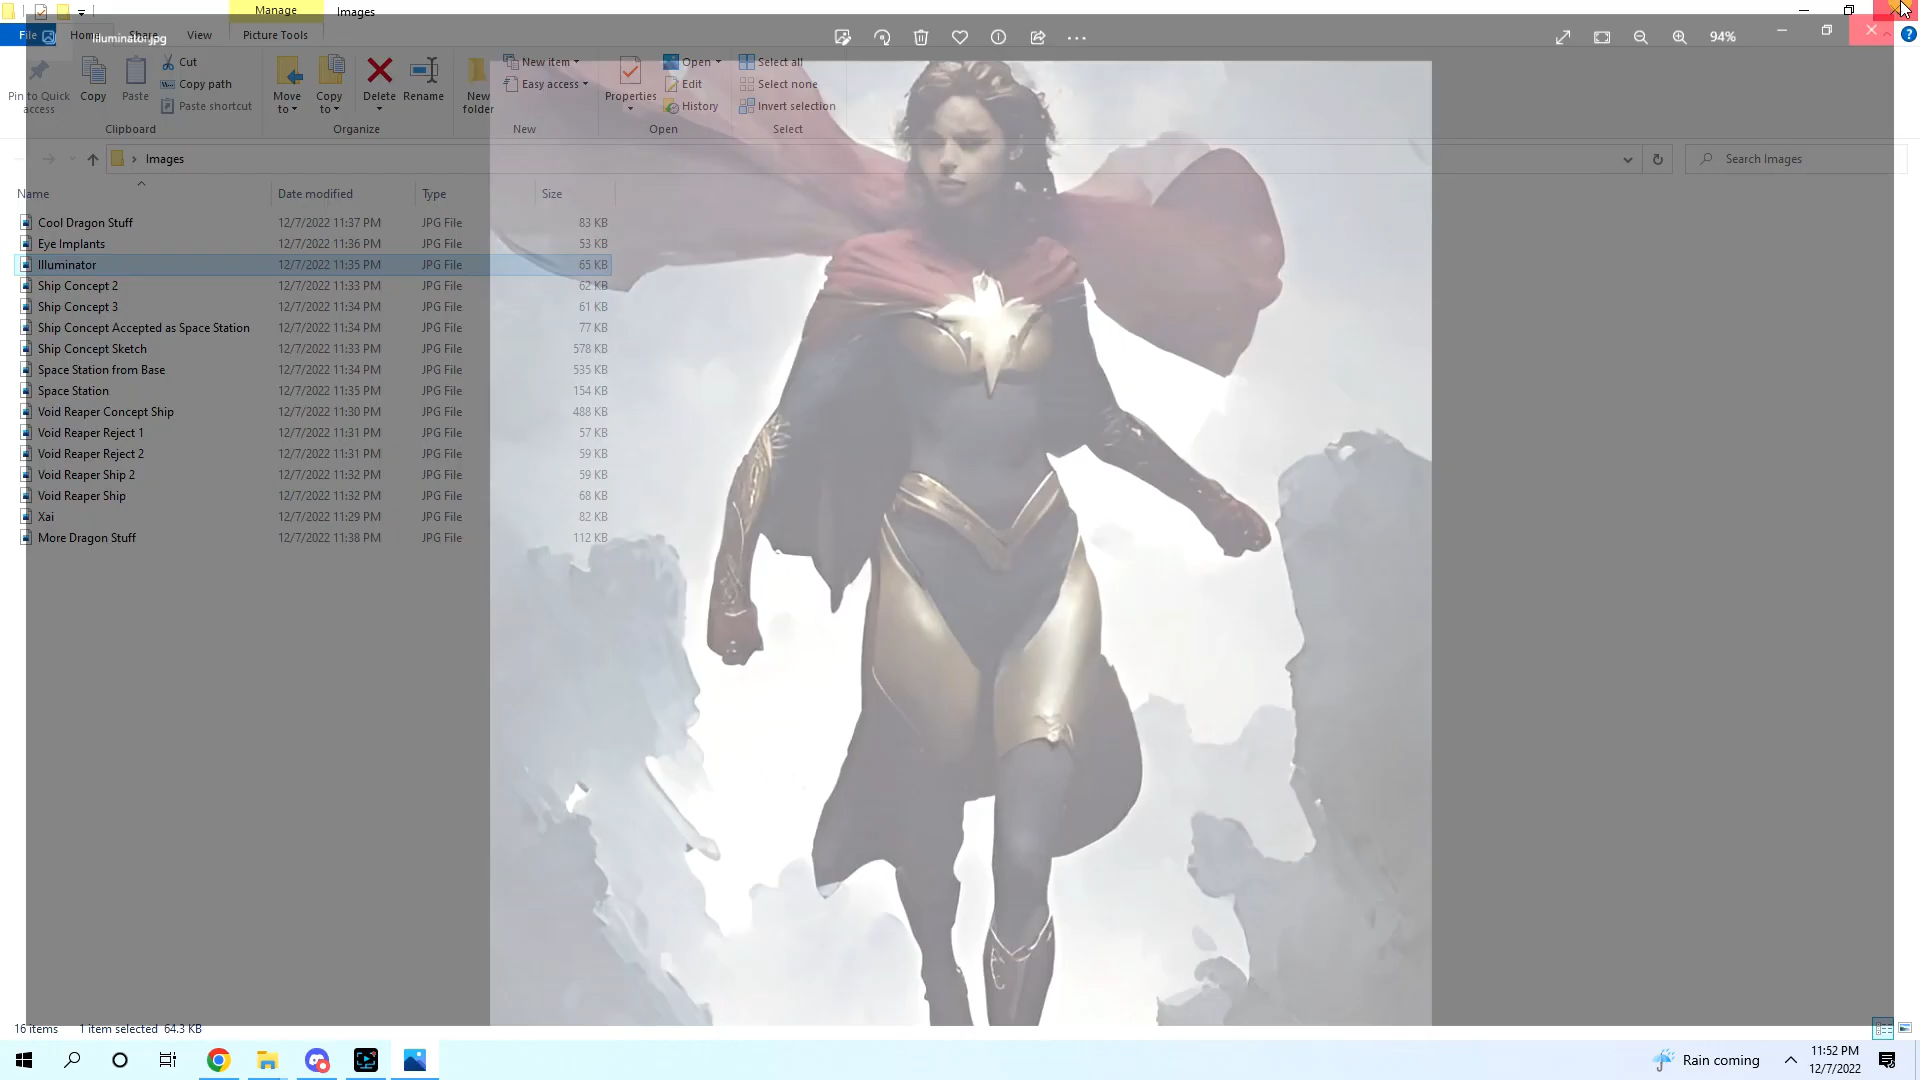 Manage
Images
File
Home
Share
View
Picture Tools
Illuminator.jpg
94%
Pin to Quick access
Copy
Paste
Cut
Copy path
Paste shortcut
Clipboard
Move to
Copy to
Delete
Rename
Organize
New folder
New item
Easy access
New
Properties
Open
Edit
History
Open
Select all
Select none
Invert selection
Select
Images
Search Images
Name Date modified Type Size
Cool Dragon Stuff 12/7/2022 11:37 PM JPG File 83 KB
Eye Implants 12/7/2022 11:36 PM JPG File 53 KB
Illuminator 12/7/2022 11:35 PM JPG File 65 KB
Ship Concept 2 12/7/2022 11:33 PM JPG File 62 KB
Ship Concept 3 12/7/2022 11:34 PM JPG File 61 KB
Ship Concept Accepted as Space Station 12/7/2022 11:34 PM JPG File 77 KB
Ship Concept Sketch 12/7/2022 11:33 PM JPG File 578 KB
Space Station from Base 12/7/2022 11:34 PM JPG File 535 KB
Space Station 12/7/2022 11:35 PM JPG File 154 KB
Void Reaper Concept Ship 12/7/2022 11:30 PM JPG File 488 KB
Void Reaper Reject 1 12/7/2022 11:31 PM JPG File 57 KB
Void Reaper Reject 2 12/7/2022 11:31 PM JPG File 59 KB
Void Reaper Ship 2 12/7/2022 11:32 PM JPG File 59 KB
Void Reaper Ship 12/7/2022 11:32 PM JPG File 68 KB
Xai 12/7/2022 11:29 PM JPG File 82 KB
More Dragon Stuff 12/7/2022 11:38 PM JPG File 112 KB
16 items 1 item selected 64.3 KB
Rain coming
11:52 PM
12/7/2022